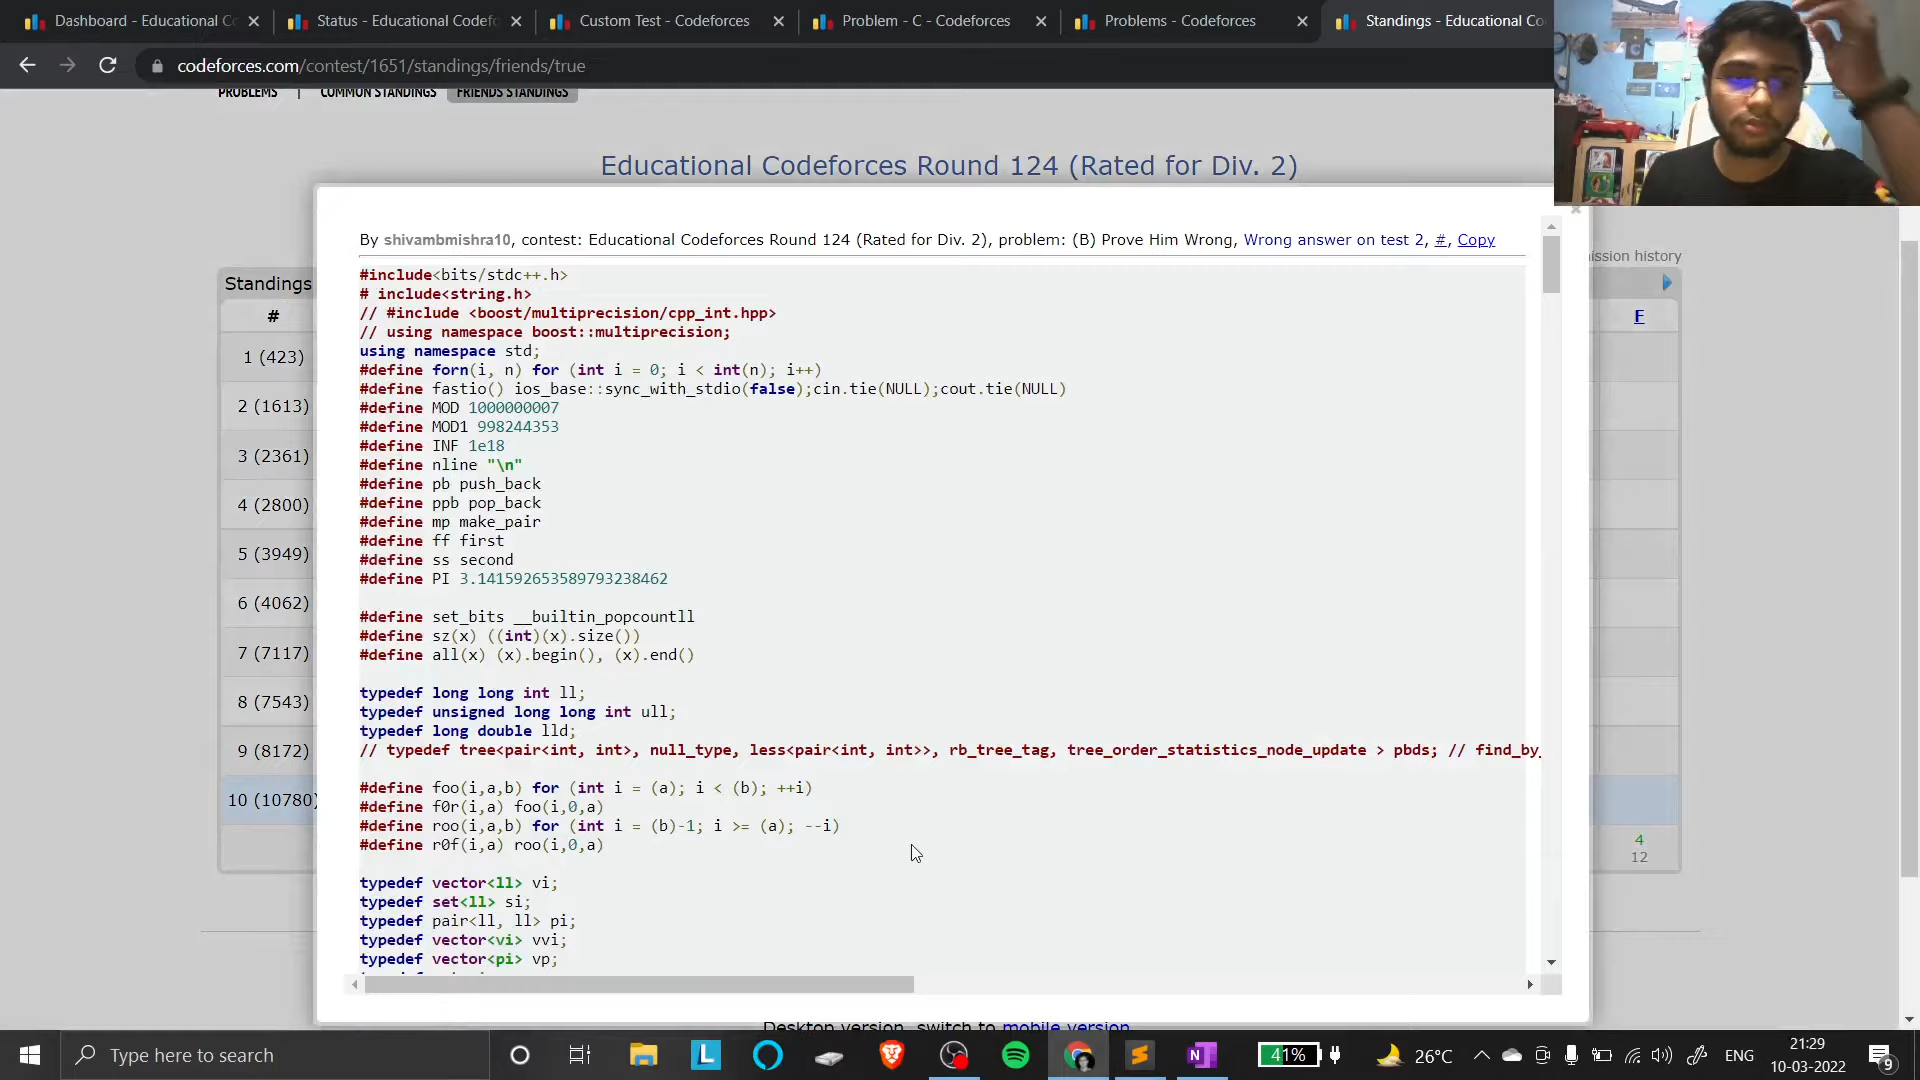 Dashboard - Educational Co
Status - Educational Codefo
Custom Test - Codeforces
Problem - C - Codeforces
Problems - Codeforces
Standings - Educational Co
codeforces.com/contest/1651/standings/friends/true
PROBLEMS | COMMON STANDINGS FRIENDS STANDINGS
Educational Codeforces Round 124 (Rated for Div. 2)
ission history
Standings
#
F
1 (423)
2 (1613)
3 (2361)
4 (2800)
5 (3949)
6 (4062)
7 (7117)
8 (7543)
9 (8172)
10 (10780)
4
12
By shivambmishra10, contest: Educational Codeforces Round 124 (Rated for Div. 2), problem: (B) Prove Him Wrong, Wrong answer on test 2, #, Copy
#include<bits/stdc++.h>
# include<string.h>
// #include <boost/multiprecision/cpp_int.hpp>
// using namespace boost::multiprecision;
using namespace std;
#define forn(i, n) for (int i = 0; i < int(n); i++)
#define fastio() ios_base::sync_with_stdio(false);cin.tie(NULL);cout.tie(NULL)
#define MOD 1000000007
#define MOD1 998244353
#define INF 1e18
#define nline "\n"
#define pb push_back
#define ppb pop_back
#define mp make_pair
#define ff first
#define ss second
#define PI 3.141592653589793238462
#define set_bits __builtin_popcountll
#define sz(x) ((int)(x).size())
#define all(x) (x).begin(), (x).end()
typedef long long int ll;
typedef unsigned long long int ull;
typedef long double lld;
// typedef tree<pair<int, int>, null_type, less<pair<int, int>>, rb_tree_tag, tree_order_statistics_node_update > pbds; // find_by_
#define foo(i,a,b) for (int i = (a); i < (b); ++i)
#define f0r(i,a) foo(i,0,a)
#define roo(i,a,b) for (int i = (b)-1; i >= (a); --i)
#define r0f(i,a) roo(i,0,a)
typedef vector<ll> vi;
typedef set<ll> si;
typedef pair<ll, ll> pi;
typedef vector<vi> vvi;
typedef vector<pi> vp;
Desktop version, switch to mobile version
Type here to search
41%
26°C
ENG
21:29
10-03-2022
9